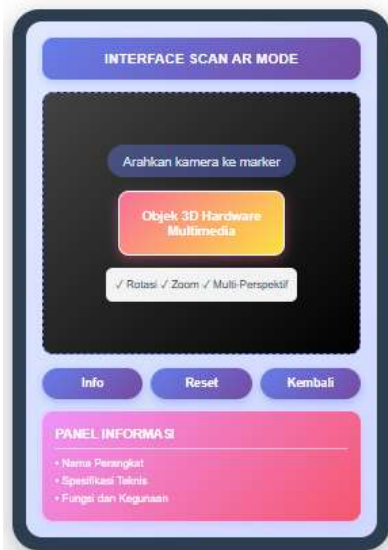 INTERFACE SCAN AR MODE
Arahkan kamera ke marker
Objek 3D Hardware
Multimedia
✓ Rotasi ✓ Zoom ✓ Multi-Perspektif
Info Reset Kembali
PANEL INFORMASI
• Nama Perangkat
• Spesifikasi Teknis
• Fungsi dan Kegunaan